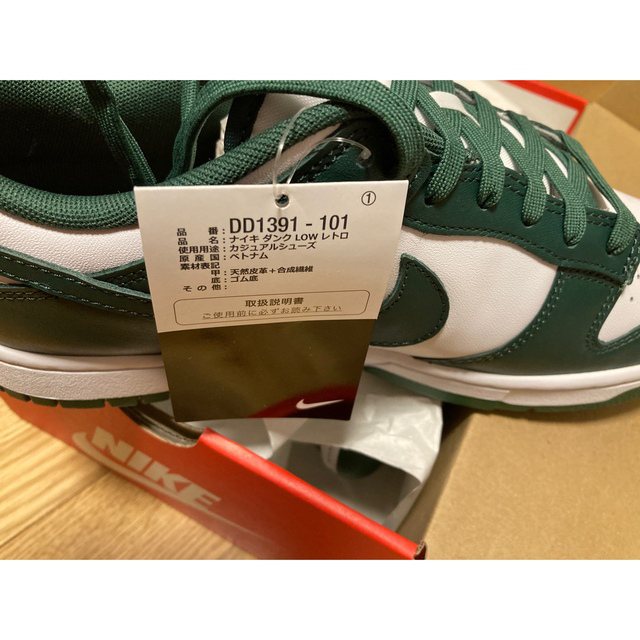 ①
品番：DD1391 - 101
品名：ナイキ ダンク LOW レトロ
使用用途：カジュアルシューズ
原産国：ベトナム
素材表記
甲：天然皮革＋合成繊維
底：ゴム底
その他：
取扱説明書
ご使用前に必ずお読み下さい
NIKE